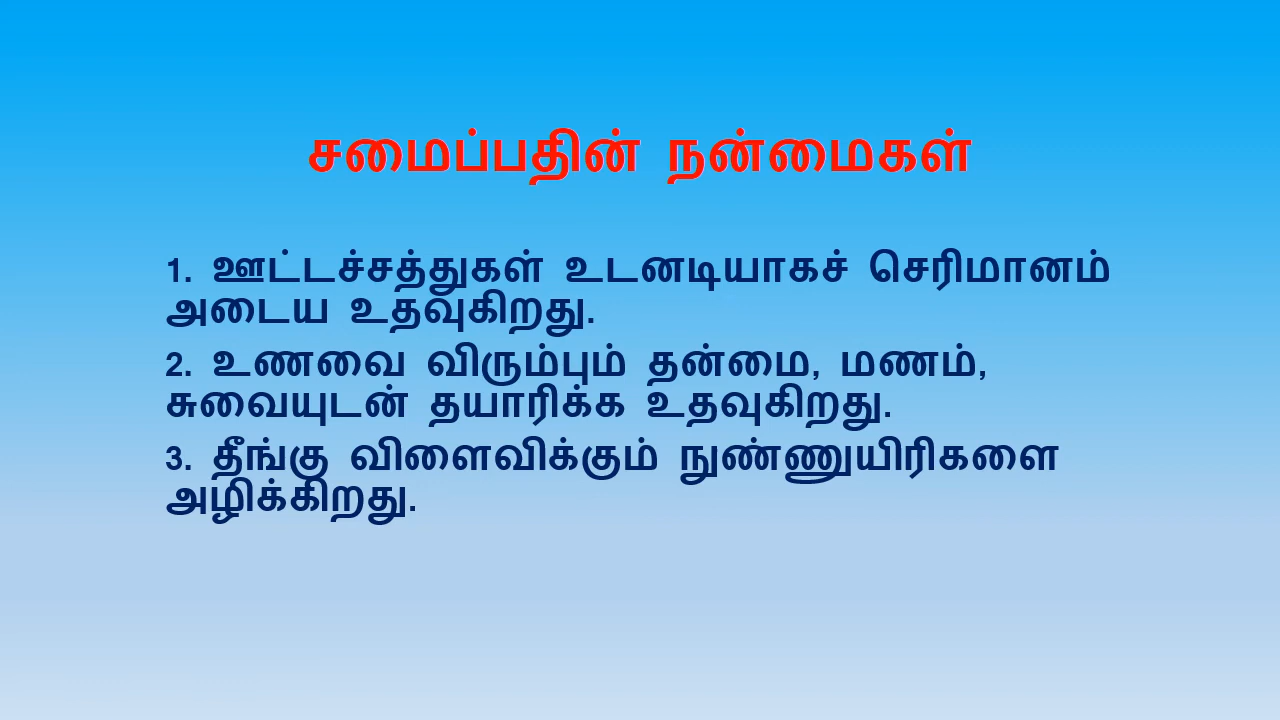 சமைப்பதின் நன்மைகள்
1. ஊட்டச்சத்துகள் உடனடியாகச் செரிமானம்
அடைய உதவுகிறது.
2. உணவை விரும்பும் தன்மை, மணம்,
சுவையுடன் தயாரிக்க உதவுகிறது.
3. தீங்கு விளைவிக்கும் நுண்ணுயிரிகளை
அழிக்கிறது.